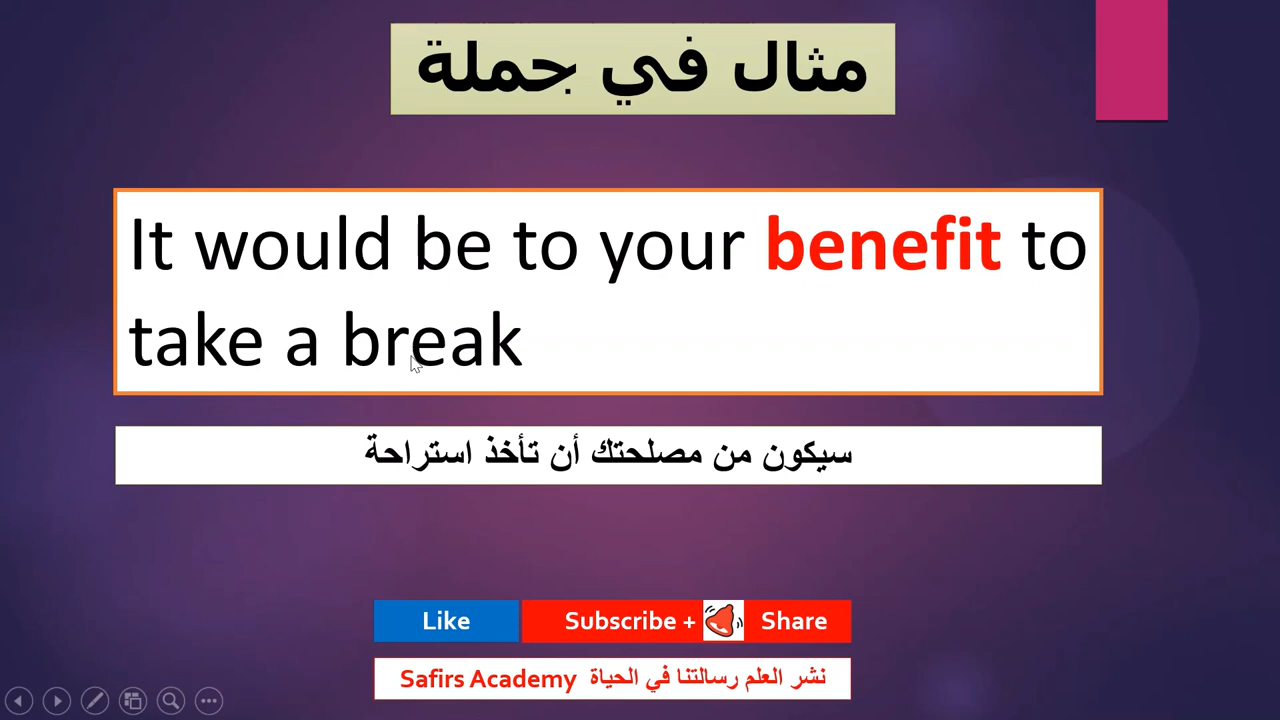 مثال في جملة
It would be to your benefit to
take a break
سيكون من مصلحتك أن تأخذ استراحة
Like Subscribe + Share
Safirs Academy نشر العلم رسالتنا في الحياة